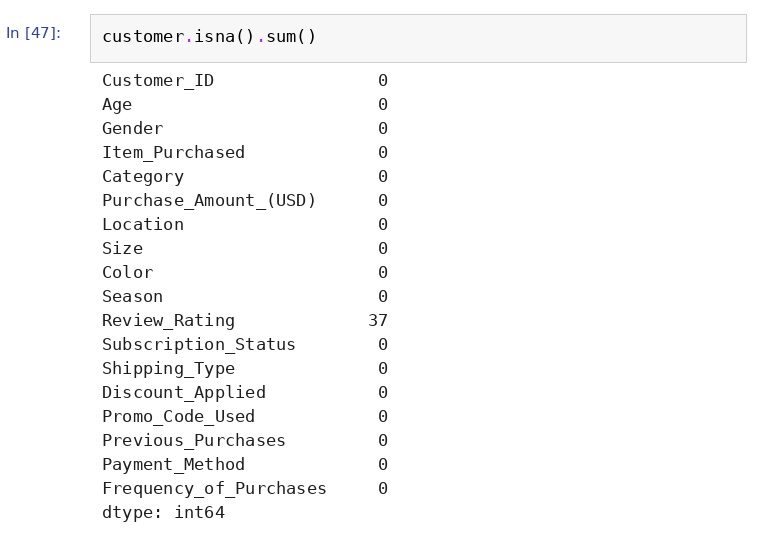 In [47]:
customer.isna().sum()
Customer_ID 0
Age 0
Gender 0
Item_Purchased 0
Category 0
Purchase_Amount_(USD) 0
Location 0
Size 0
Color 0
Season 0
Review_Rating 37
Subscription_Status 0
Shipping_Type 0
Discount_Applied 0
Promo_Code_Used 0
Previous_Purchases 0
Payment_Method 0
Frequency_of_Purchases 0
dtype: int64